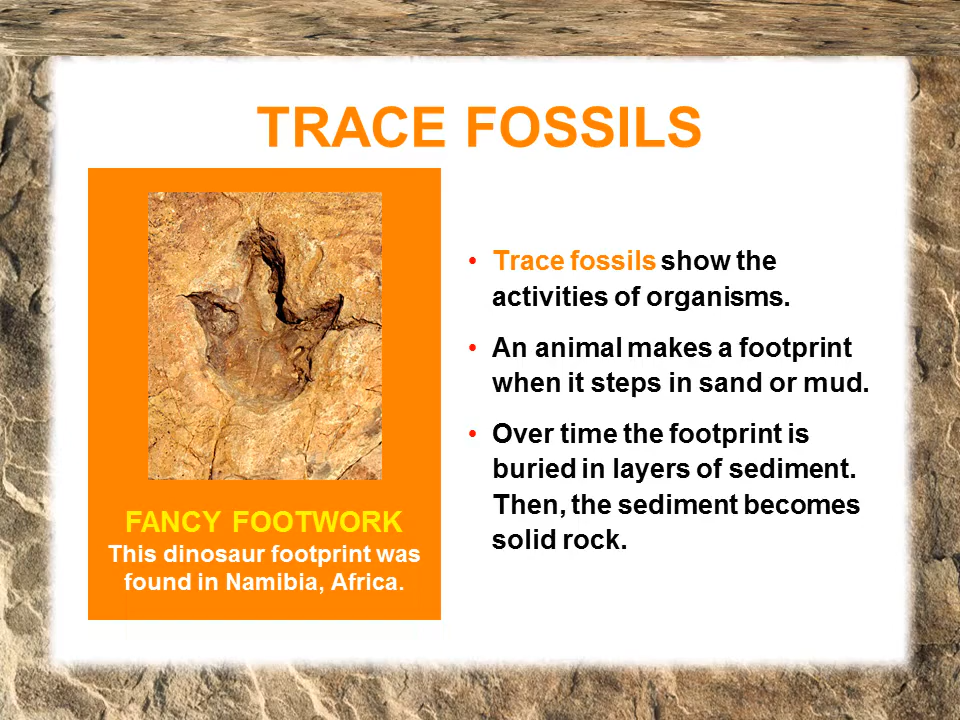 TRACE FOSSILS
FANCY FOOTWORK
This dinosaur footprint was
found in Namibia, Africa.
• Trace fossils show the
activities of organisms.
• An animal makes a footprint
when it steps in sand or mud.
• Over time the footprint is
buried in layers of sediment.
Then, the sediment becomes
solid rock.